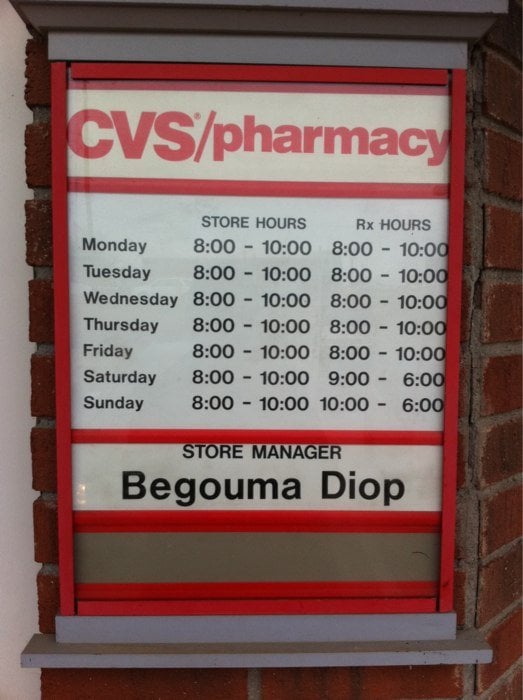 CVS/pharmacy
STORE HOURS Rx HOURS
Monday 8:00 - 10:00 8:00 - 10:00
Tuesday 8:00 - 10:00 8:00 - 10:00
Wednesday 8:00 - 10:00 8:00 - 10:00
Thursday 8:00 - 10:00 8:00 - 10:00
Friday 8:00 - 10:00 8:00 - 10:00
Saturday 8:00 - 10:00 9:00 - 6:00
Sunday 8:00 - 10:00 10:00 - 6:00
STORE MANAGER
Begouma Diop